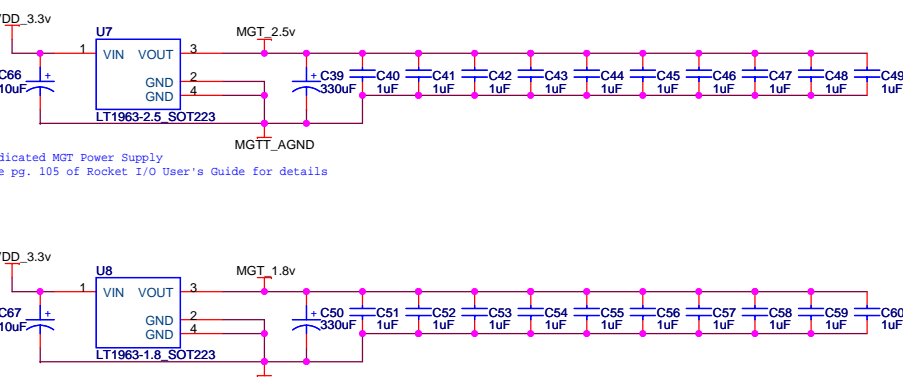 VDD_3.3v
U7
MGT_2.5v
1 VIN VOUT 3
GND 2
GND 4
C66 +
10uF
+ C39 C40 C41 C42 C43 C44 C45 C46 C47 C48 C49
330uF 1uF 1uF 1uF 1uF 1uF 1uF 1uF 1uF 1uF 1uF
LT1963-2.5_SOT223
MGTT_AGND
dicated MGT Power Supply
e pg. 105 of Rocket I/O User's Guide for details
VDD_3.3v
U8
MGT_1.8v
1 VIN VOUT 3
GND 2
GND 4
C67 +
10uF
+ C50 C51 C52 C53 C54 C55 C56 C57 C58 C59 C60
330uF 1uF 1uF 1uF 1uF 1uF 1uF 1uF 1uF 1uF 1uF
LT1963-1.8_SOT223